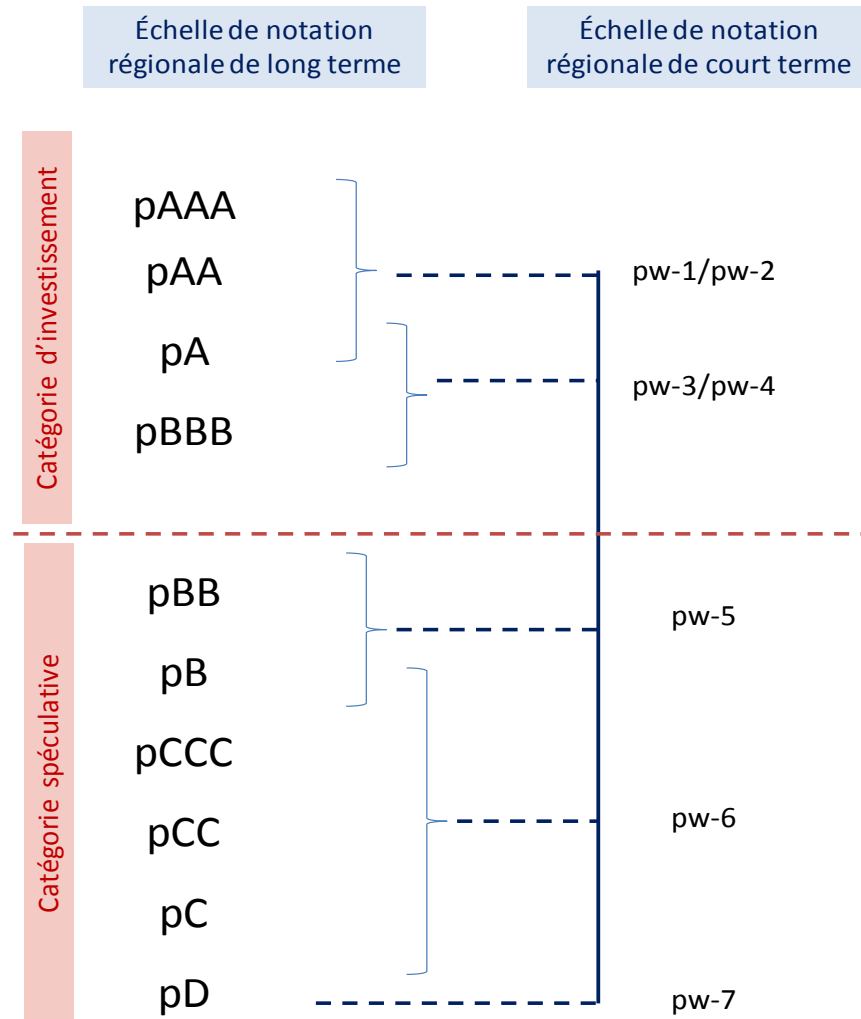 Échelle de notation
régionale de long terme
Échelle de notation
régionale de court terme
Catégorie d’investissement
pAAA
pAA
pw-1/pw-2
pA
pw-3/pw-4
pBBB
Catégorie spéculative
pBB
pw-5
pB
pCCC
pCC
pw-6
pC
pD
pw-7